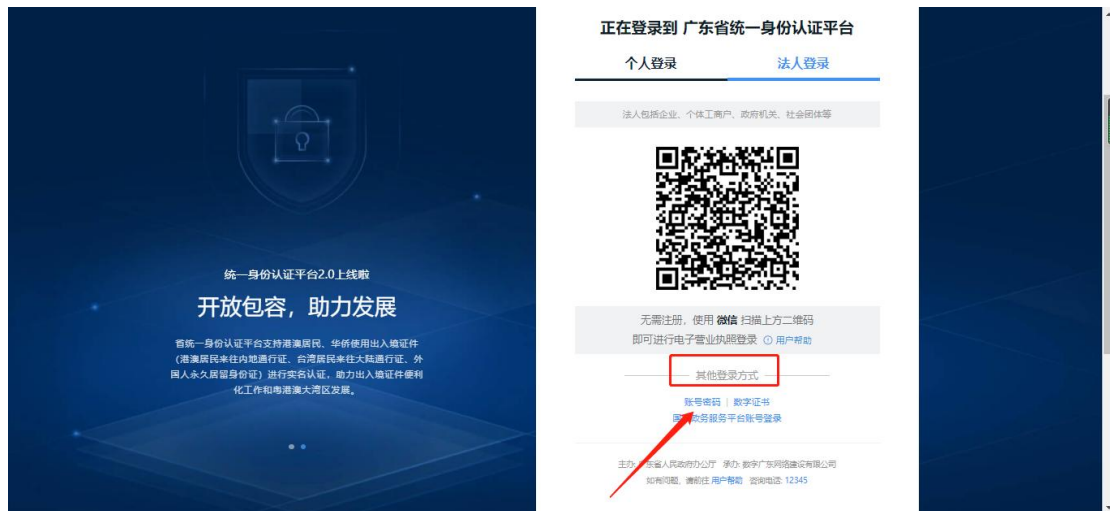 统一身份认证平台2.0上线啦
开放包容，助力发展
省统一身份认证平台支持港澳居民、华侨使用出入境证件
(港澳居民来往内地通行证、台湾居民来往大陆通行证、外
国人永久居留身份证) 进行实名认证，助力出入境证件便利
化工作和粤港澳大湾区发展。
正在登录到 广东省统一身份认证平台
个人登录 法人登录
法人包括企业、个体工商户、政府机关、社会团体等
无需注册，使用 微信 扫描上方二维码
即可进行电子营业执照登录 用户帮助
其他登录方式
账号密码 | 数字证书
国 政务服务平台账号登录
主办: 东省人民政府办公厅 承办: 数字广东网络建设有限公司
如有问题，请前往 用户帮助 咨询电话: 12345